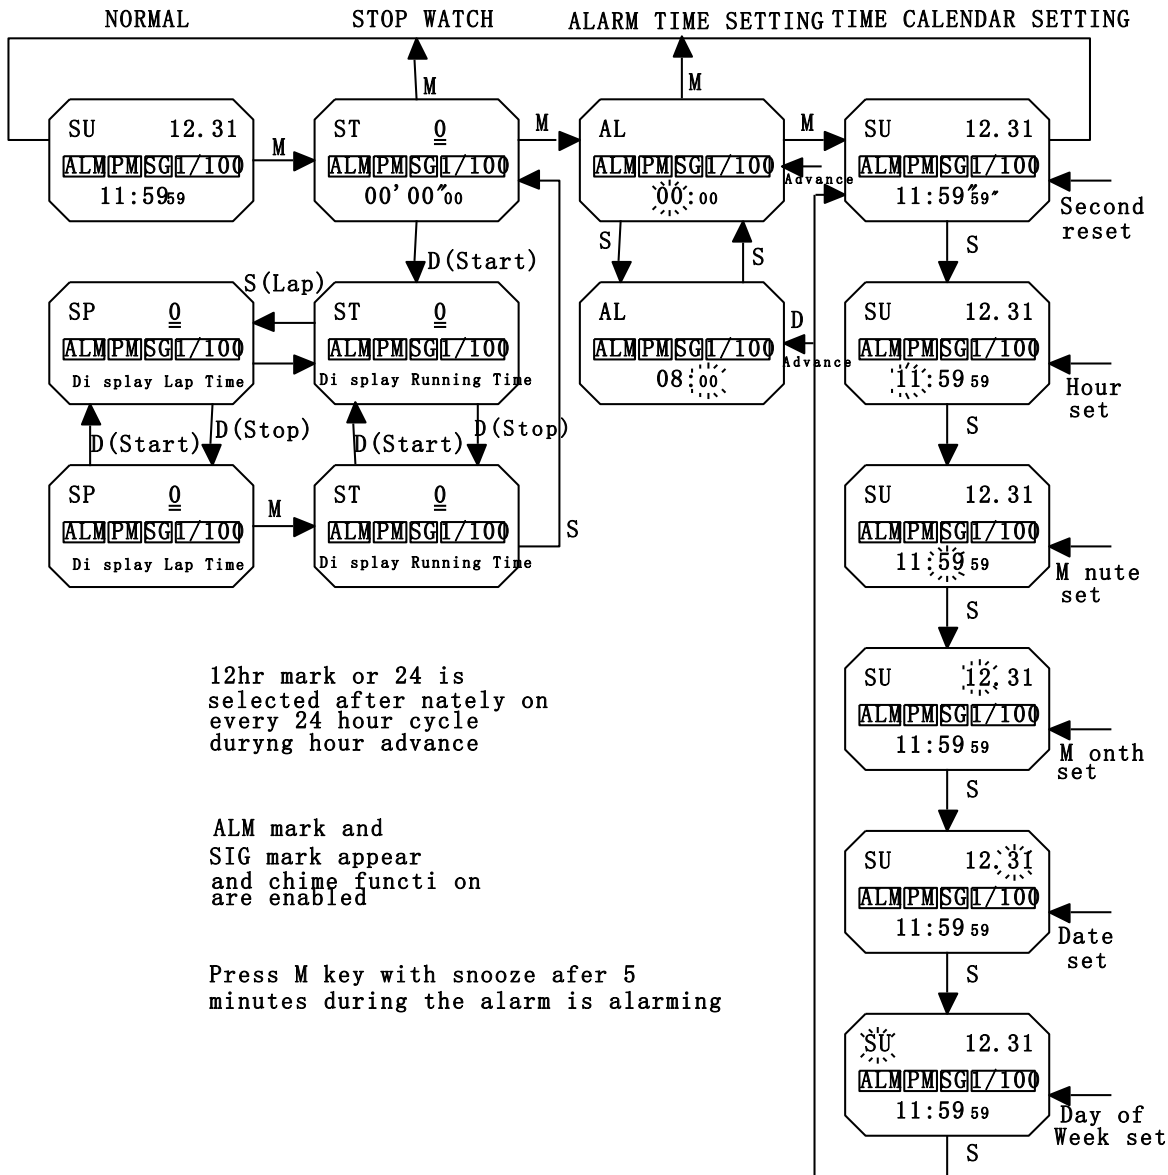 NORMAL
STOP WATCH
ALARM TIME SETTING
TIME CALENDAR SETTING
M
M
SU 12.31
ALM PM SG 1/100
11:59 59
M
ST 0
ALM PM SG 1/100
00'00"00
M
AL
ALM PM SG 1/100
00:00
M
Advance
SU 12.31
ALM PM SG 1/100
11:59"59"
Second
reset
D(Start)
S
S
S
S(Lap)
SP 0
ALM PM SG 1/100
Di splay Lap Time
ST 0
ALM PM SG 1/100
Di splay Running Time
AL
ALM PM SG 1/100
08:00
D
Advance
SU 12.31
ALM PM SG 1/100
11:59 59
Hour
set
D(Start)
D(Stop)
D(Start)
D(Stop)
S
SP 0
ALM PM SG 1/100
Di splay Lap Time
M
ST 0
ALM PM SG 1/100
Di splay Running Time
S
SU 12.31
ALM PM SG 1/100
11:59 59
M nute
set
S
12hr mark or 24 is
selected after nately on
every 24 hour cycle
duryng hour advance
SU 12.31
ALM PM SG 1/100
11:59 59
M onth
set
S
ALM mark and
SIG mark appear
and chime functi on
are enabled
SU 12.31
ALM PM SG 1/100
11:59 59
Date
set
S
Press M key with snooze afer 5
minutes during the alarm is alarming
SU 12.31
ALM PM SG 1/100
11:59 59
Day of
Week set
S